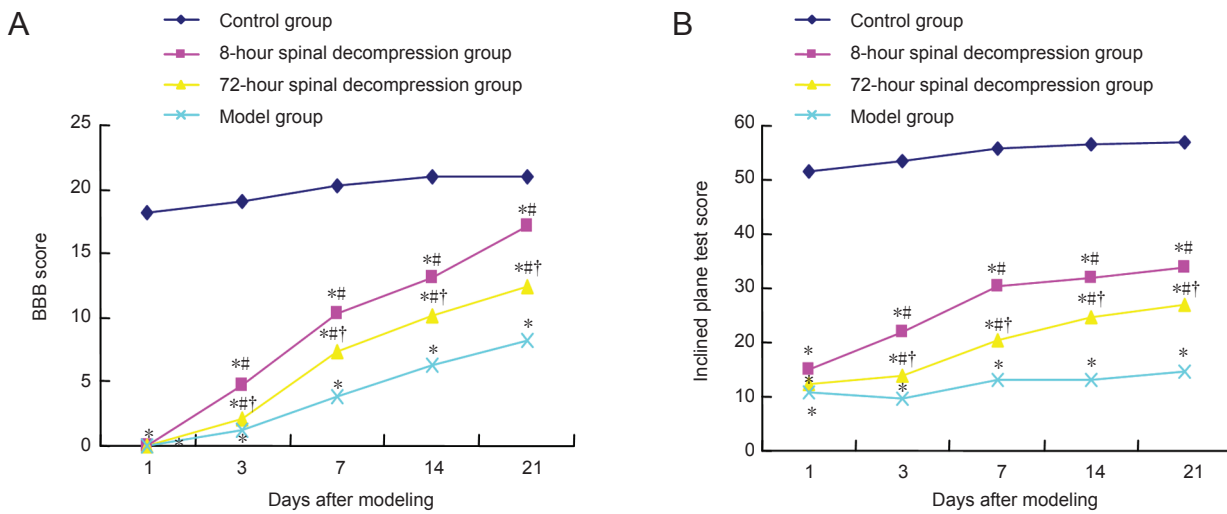 A
Control group
8-hour spinal decompression group
72-hour spinal decompression group
Model group
BBB score
25
20
15
10
5
0
*#
*#
*#
*#†
*#†
*
*#
*#†
*
*#†
*
*
*
*
1 3 7 14 21
Days after modeling
B
Control group
8-hour spinal decompression group
72-hour spinal decompression group
Model group
Inclined plane test score
60
50
40
30
20
10
0
*#
*#
*#
*#
*#†
*#†
*#†
*
*#†
*
*
*
*
*
*
1 3 7 14 21
Days after modeling